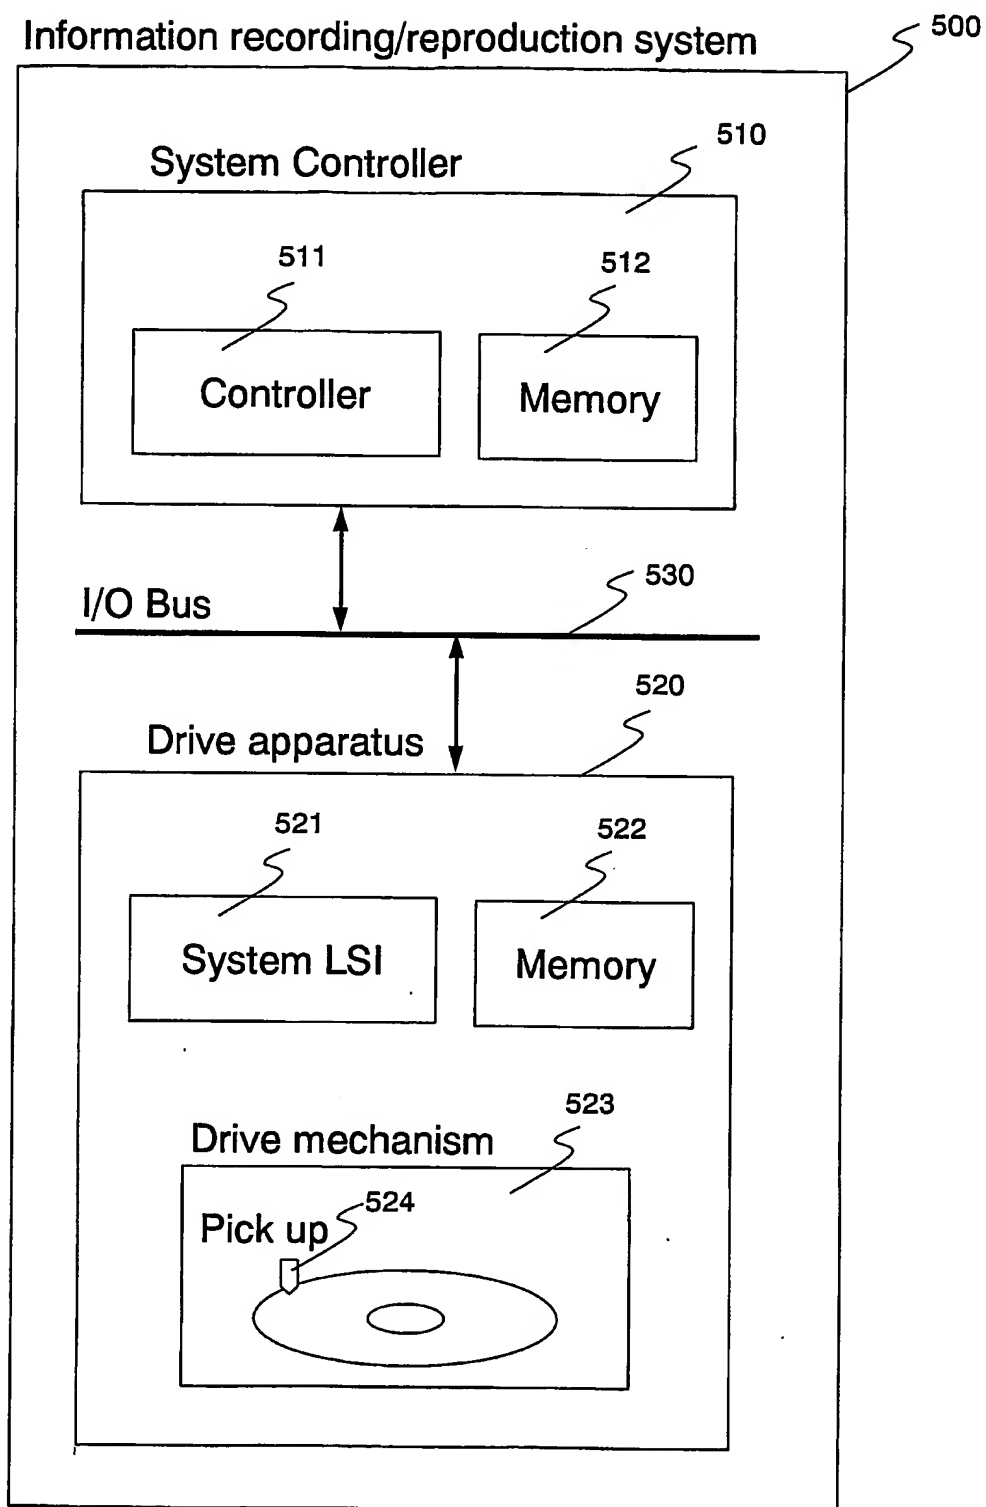 Information recording/reproduction system
500
System Controller
510
511
512
Controller
Memory
I/O Bus
530
520
Drive apparatus
521
522
System LSI
Memory
523
Drive mechanism
524
Pick up